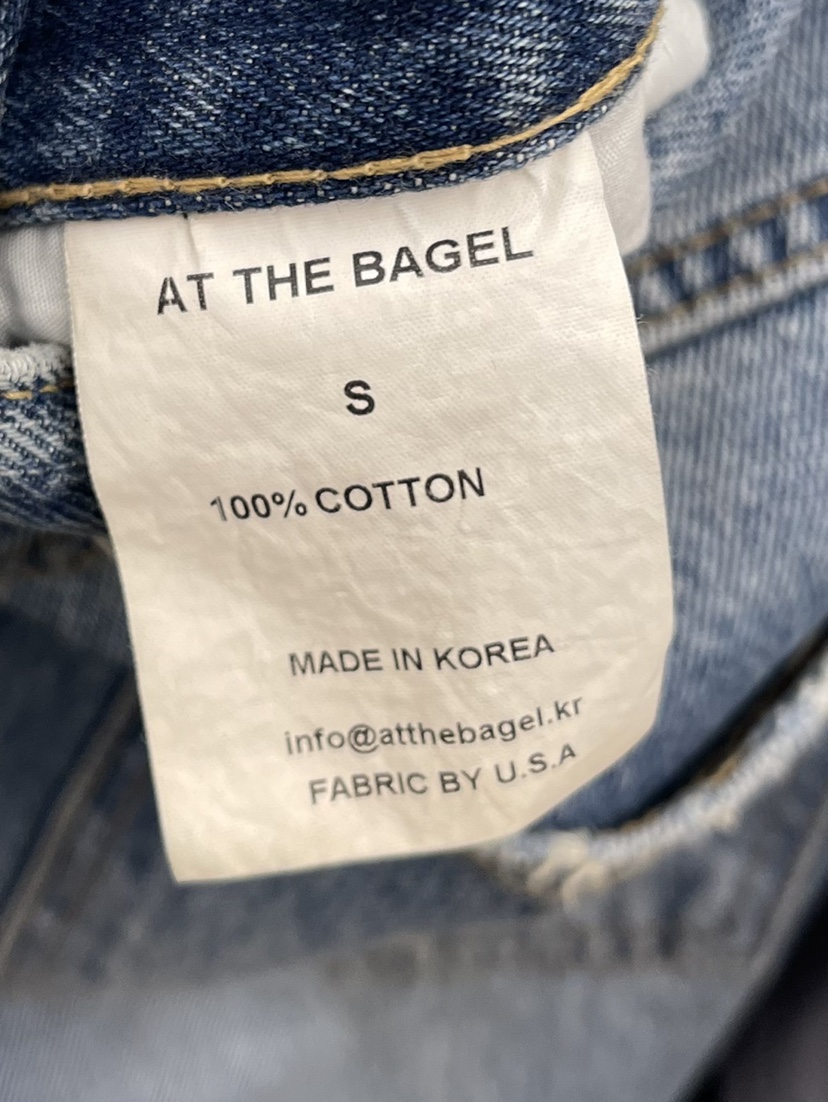 AT THE BAGEL
S
100% COTTON
MADE IN KOREA
info@atthebagel.kr
FABRIC BY U.S.A